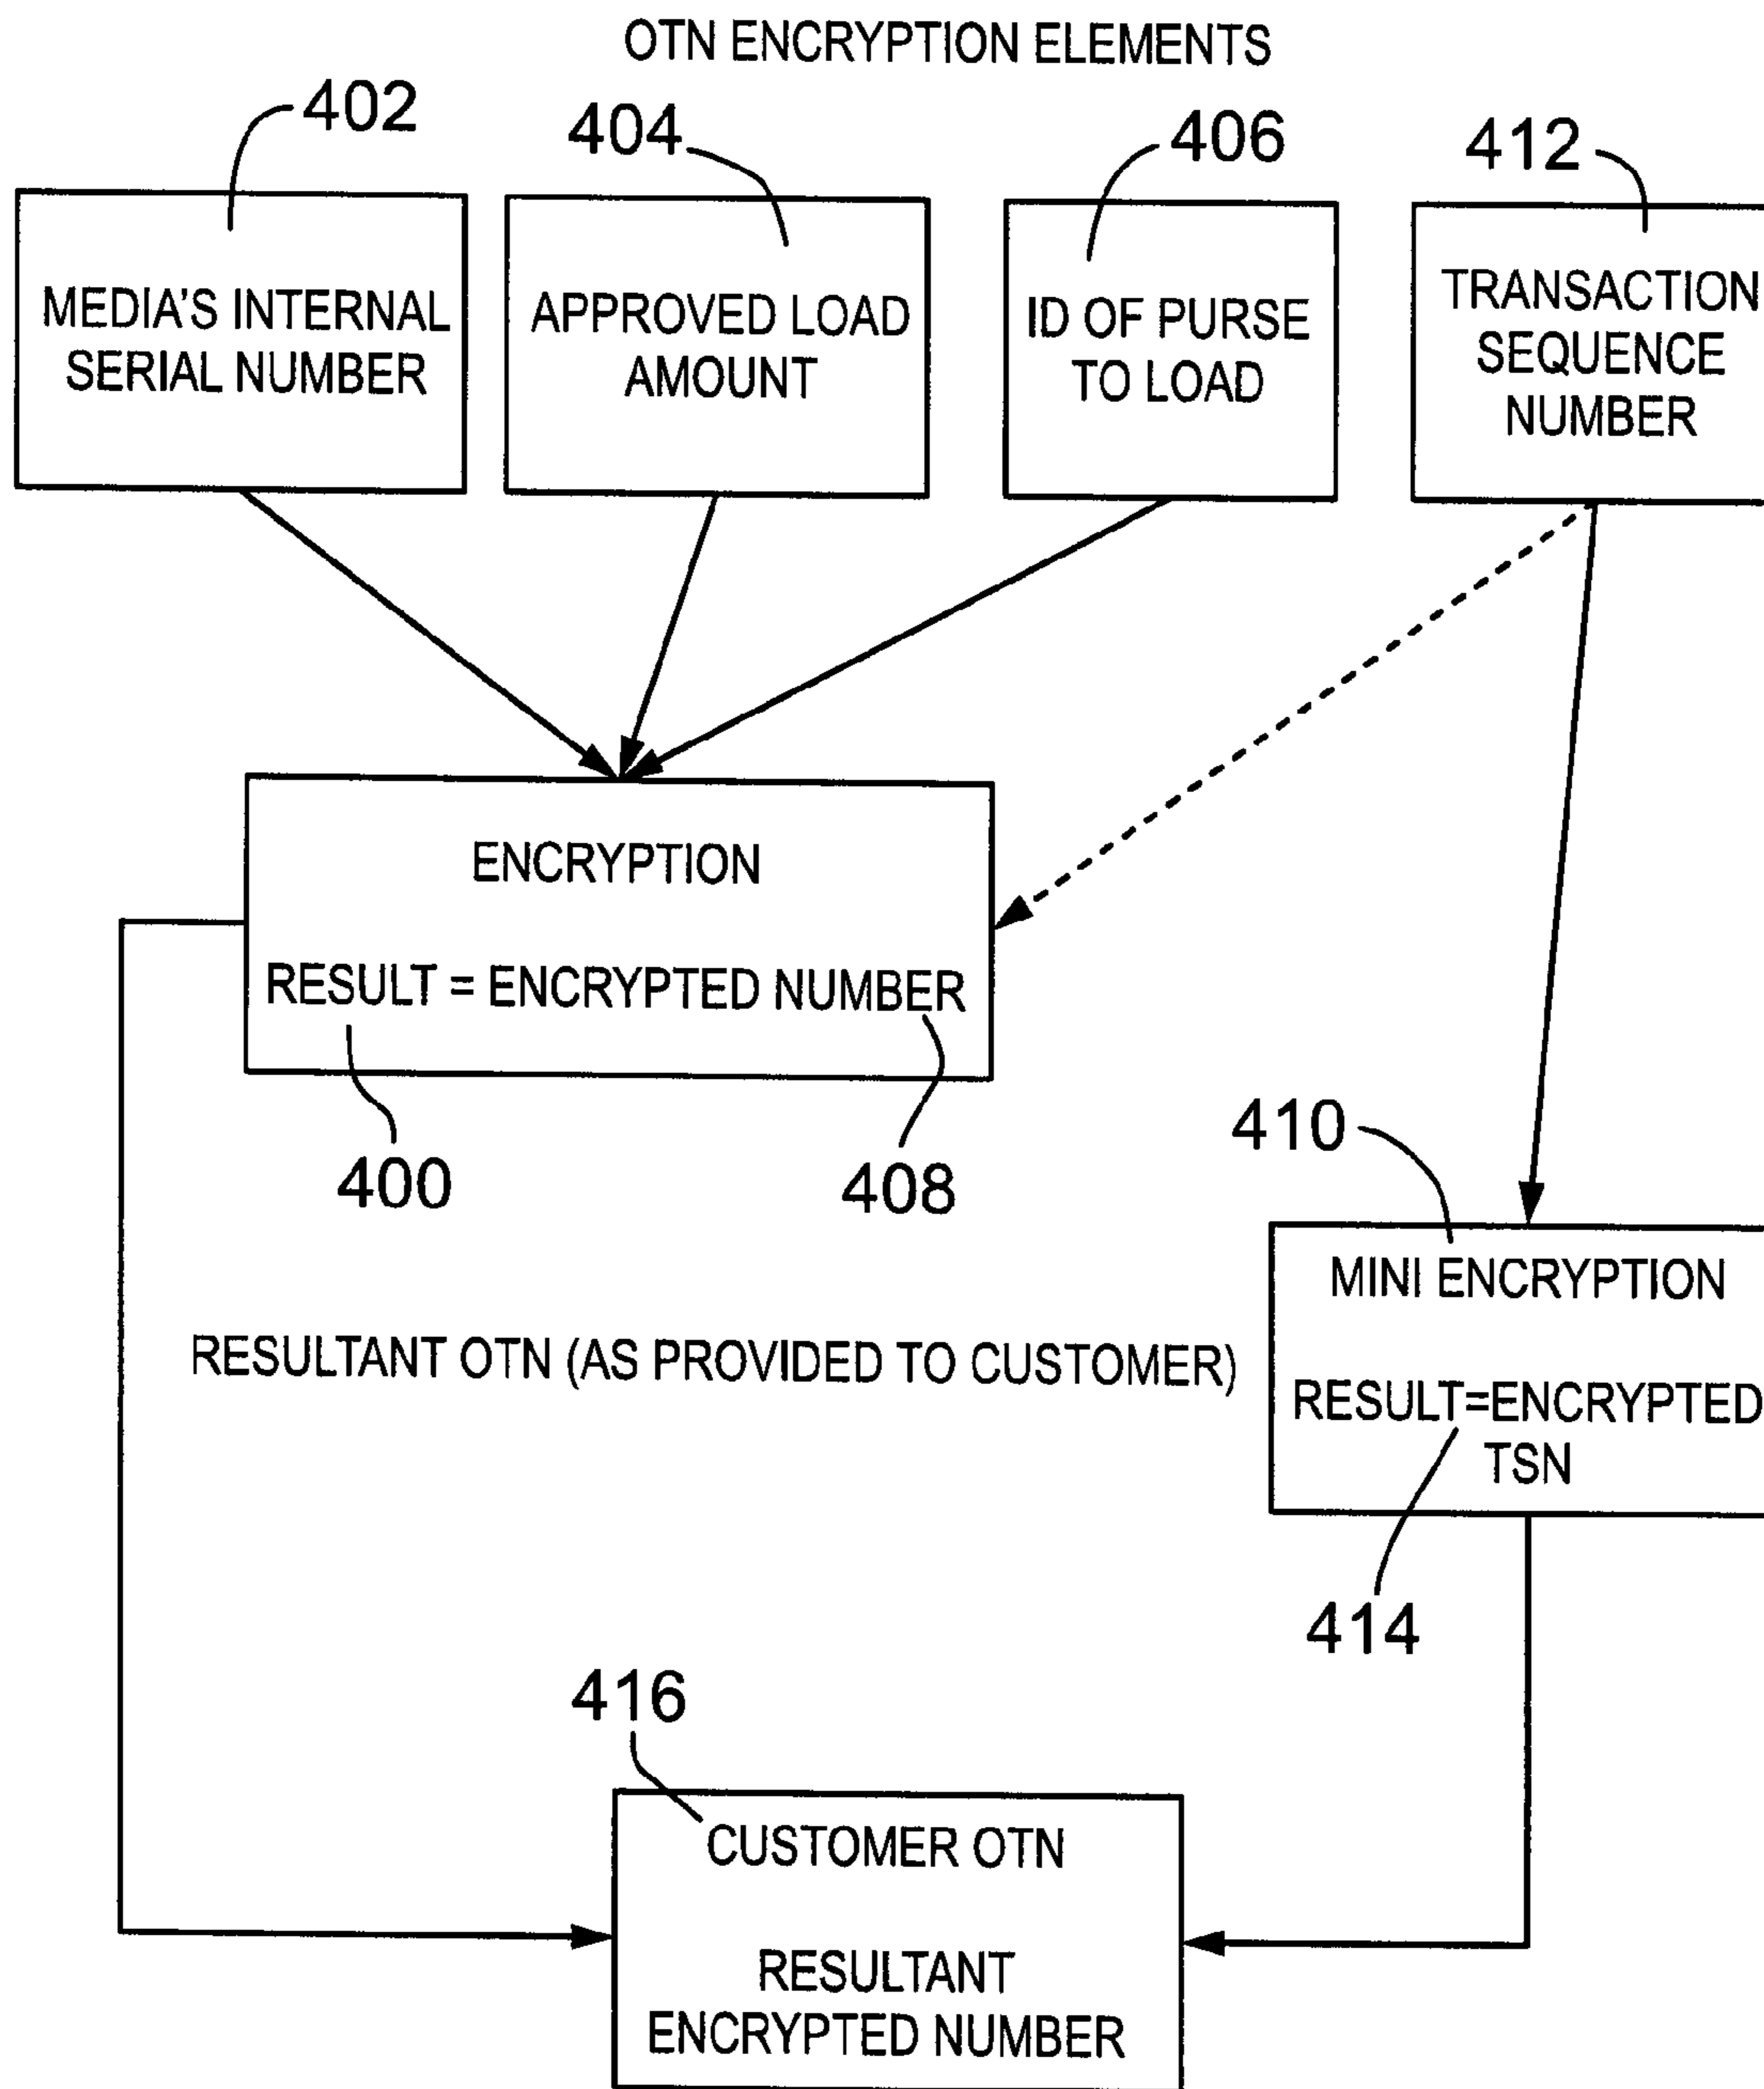 OTN ENCRYPTION ELEMENTS
402
404
406
412
MEDIA'S INTERNAL
SERIAL NUMBER
APPROVED LOAD
AMOUNT
ID OF PURSE
TO LOAD
TRANSACTION
SEQUENCE
NUMBER
ENCRYPTION
RESULT = ENCRYPTED NUMBER
400
408
410
MINI ENCRYPTION
RESULT=ENCRYPTED
TSN
414
RESULTANT OTN (AS PROVIDED TO CUSTOMER)
416
CUSTOMER OTN
RESULTANT
ENCRYPTED NUMBER